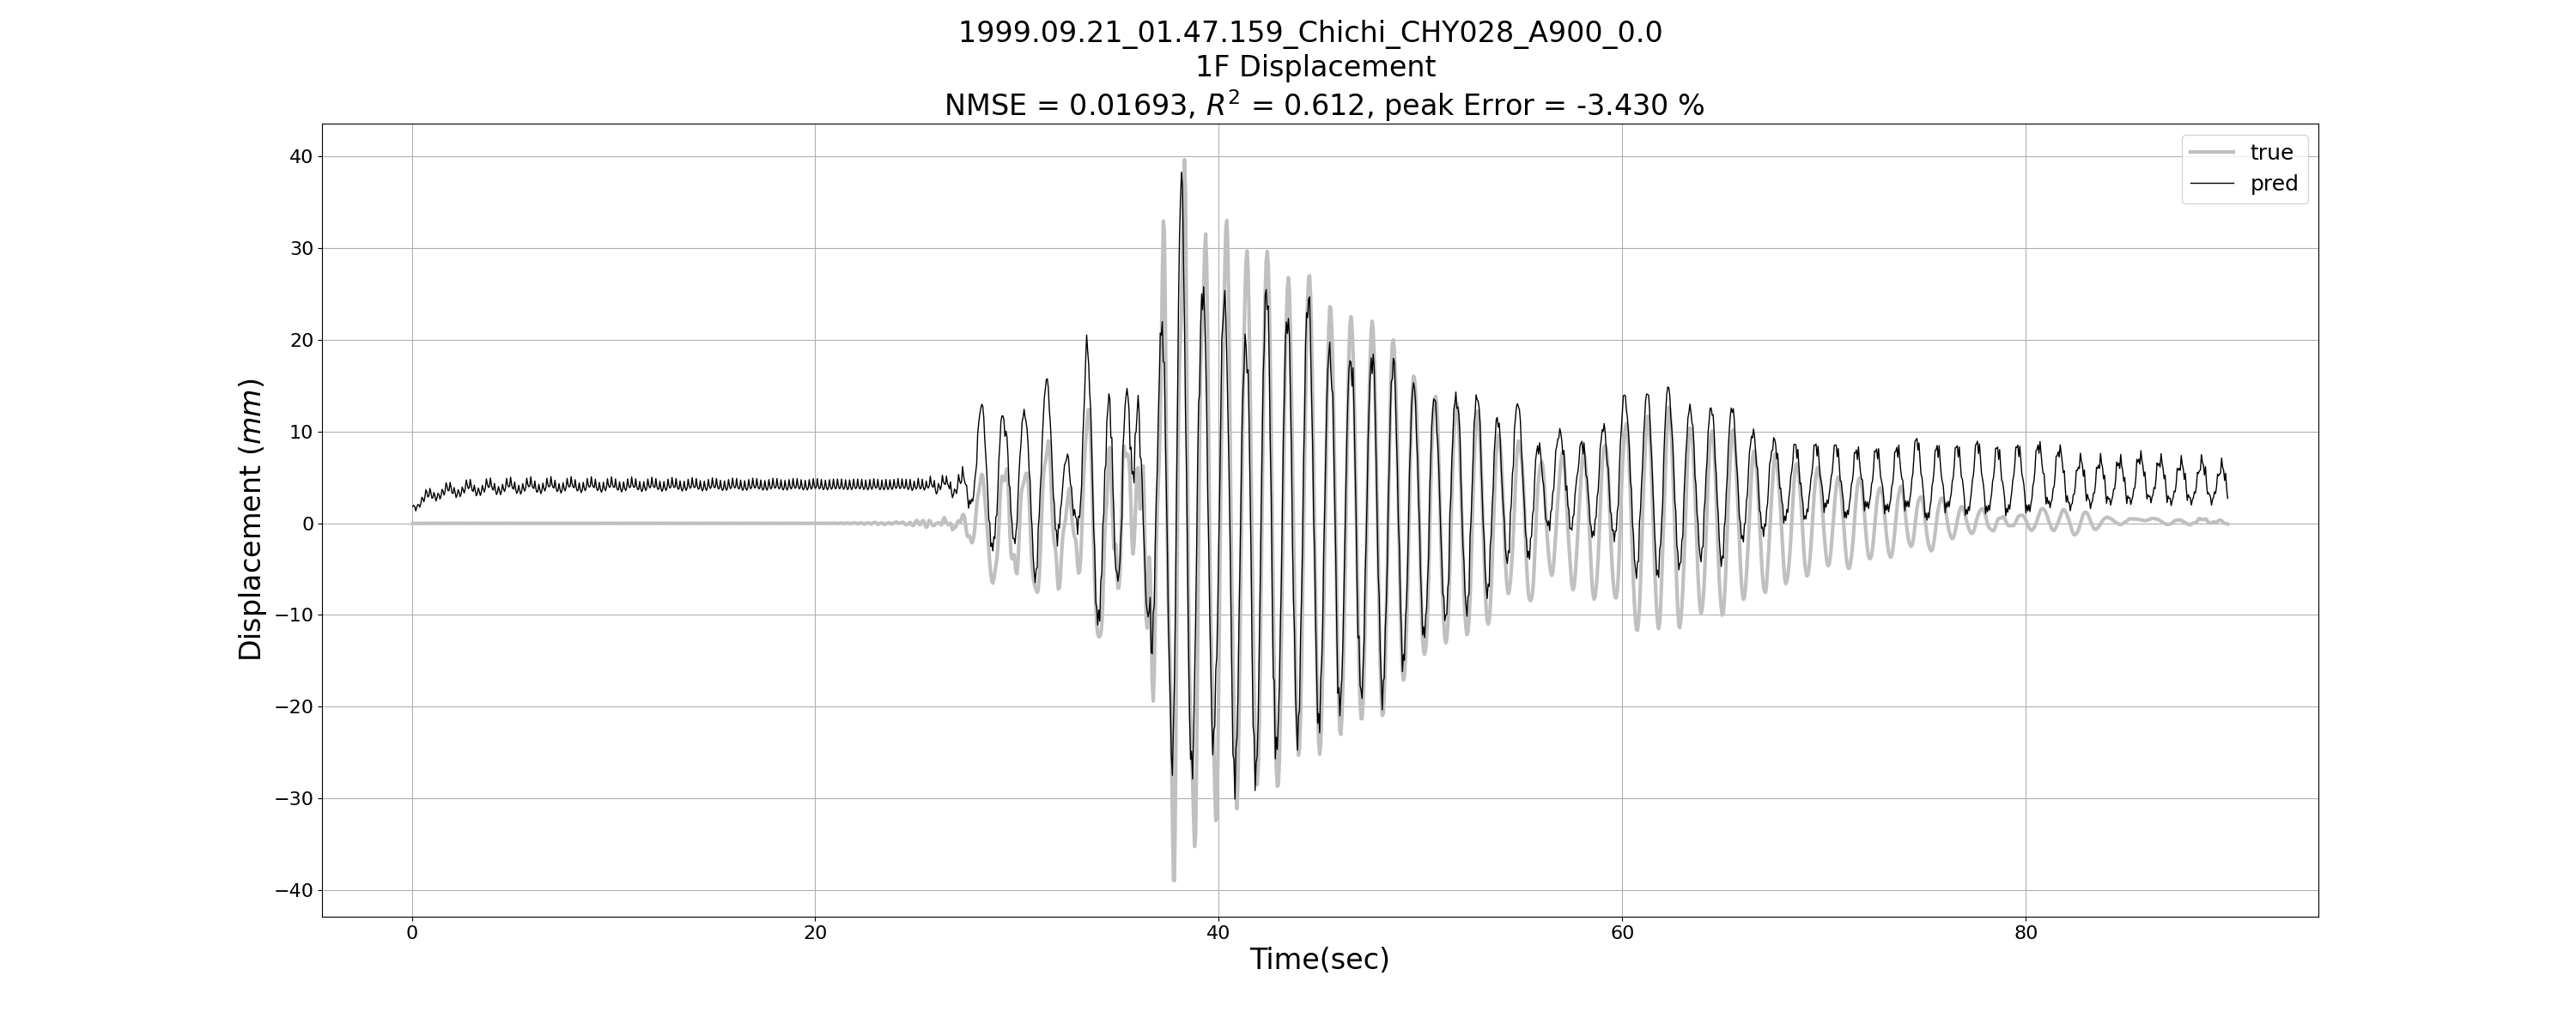 1999.09.21_01.47.159_Chichi_CHY028_A900_0.0
1F Displacement
NMSE = 0.01693, R² = 0.612, peak Error = -3.430 %
true
pred
40
30
20
10
0
−10
−20
−30
−40
Displacement (mm)
0 20 40 60 80
Time(sec)